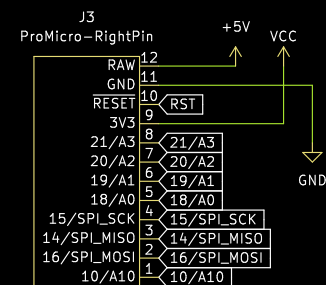 J3
ProMicro-RightPin
+5V
VCC
RAW 12
GND 11
RESET 10 RST
3V3 9
GND
21/A3 8 21/A3
20/A2 7 20/A2
19/A1 6 19/A1
18/A0 5 18/A0
15/SPI_SCK 4 15/SPI_SCK
14/SPI_MISO 3 14/SPI_MISO
16/SPI_MOSI 2 16/SPI_MOSI
10/A10 1 10/A10